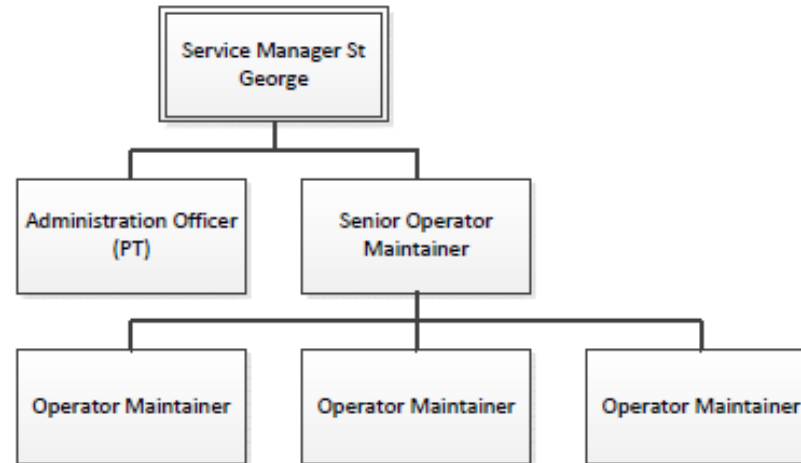 Service Manager St
George
Administration Officer
(PT)
Senior Operator
Maintainer
Operator Maintainer
Operator Maintainer
Operator Maintainer